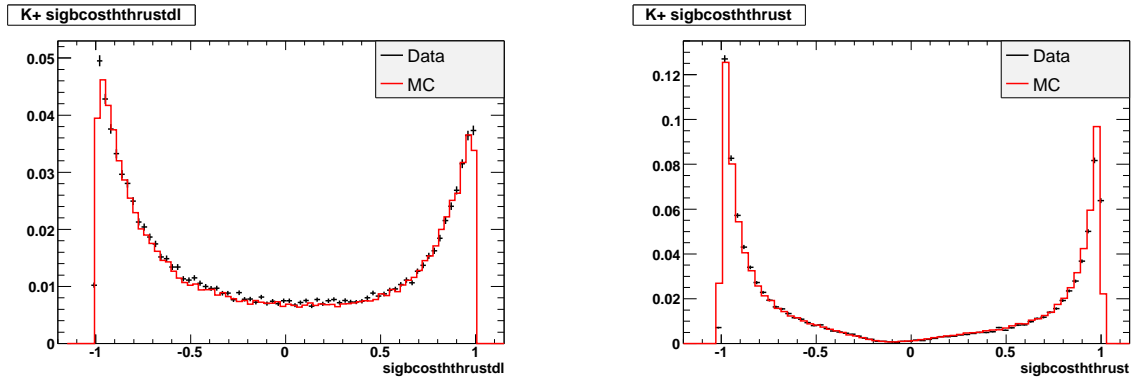 K+ sigbcosththrustdl
Data
MC
0.05
0.04
0.03
0.02
0.01
0
-1 -0.5 0 0.5 1
sigbcosththrustdl
K+ sigbcosthtthrust
Data
MC
0.12
0.1
0.08
0.06
0.04
0.02
0
-1 -0.5 0 0.5 1
sigbcosththrust